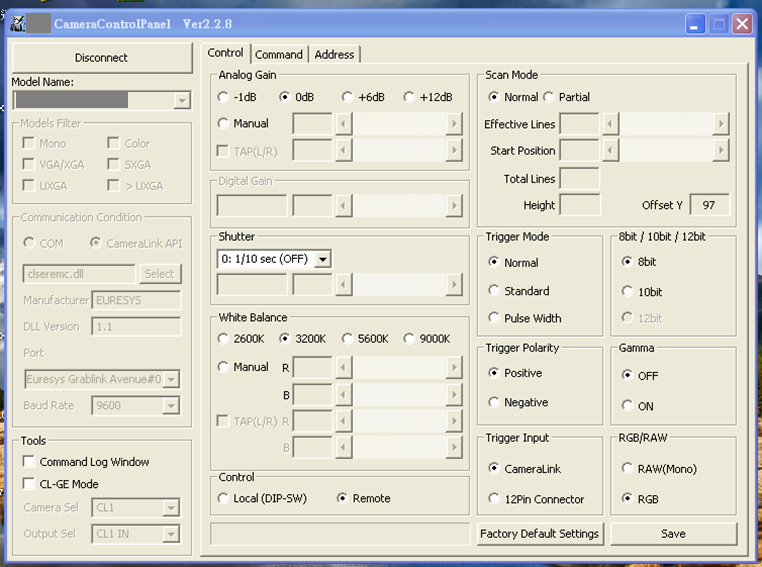 CameraControlPanel Ver2.2.8
Disconnect
Model Name:
Models Filter
Mono Color
VGA/XGA SXGA
UXGA > UXGA
Communication Condition
COM CameraLink API
clseremc.dll Select
Manufacturer EURESYS
DLL Version 1.1
Port
Euresys Grablink Avenue#0
Baud Rate 9600
Tools
Command Log Window
CL-GE Mode
Camera Sel CL1
Output Sel CL1 IN
Control Command Address
Analog Gain
-1dB 0dB +6dB +12dB
Manual
TAP(L/R)
Digital Gain
Shutter
0: 1/10 sec (OFF)
White Balance
2600K 3200K 5600K 9000K
Manual R
B
TAP(L/R) R
B
Control
Local (DIP-SW) Remote
Scan Mode
Normal Partial
Effective Lines
Start Position
Total Lines
Height Offset Y 97
Trigger Mode
Normal
Standard
Pulse Width
8bit / 10bit / 12bit
8bit
10bit
12bit
Trigger Polarity
Positive
Negative
Gamma
OFF
ON
Trigger Input
CameraLink
12Pin Connector
RGB/RAW
RAW(Mono)
RGB
Factory Default Settings Save